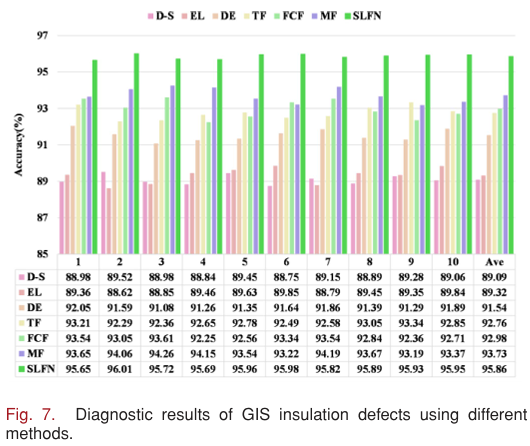 D-S EL DE TF FCF MF SLFN
97
95
93
91
89
87
85
Accuracy(%)
1 2 3 4 5 6 7 8 9 10 Ave
D-S 88.98 89.52 88.98 88.84 89.45 88.75 89.15 88.89 89.28 89.06 89.09
EL 89.36 88.62 88.85 89.46 89.63 89.85 88.79 89.45 89.35 89.84 89.32
DE 92.05 91.59 91.08 91.26 91.35 91.64 91.86 91.39 91.29 91.89 91.54
TF 93.21 92.29 92.36 92.65 92.78 92.49 92.58 93.05 93.34 92.85 92.76
FCF 93.54 93.05 93.61 92.25 92.56 93.34 93.54 92.84 92.36 92.71 92.98
MF 93.65 94.06 94.26 94.15 93.54 93.22 94.19 93.67 93.19 93.37 93.73
SLFN 95.65 96.01 95.72 95.69 95.96 95.98 95.82 95.89 95.93 95.95 95.86
Fig. 7. Diagnostic results of GIS insulation defects using different
methods.